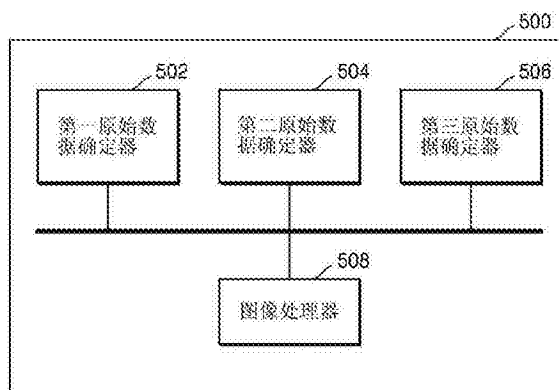 500
502
504
506
第一原始数
据确定器
第二原始数
据确定器
第三原始数
据确定器
508
图像处理器